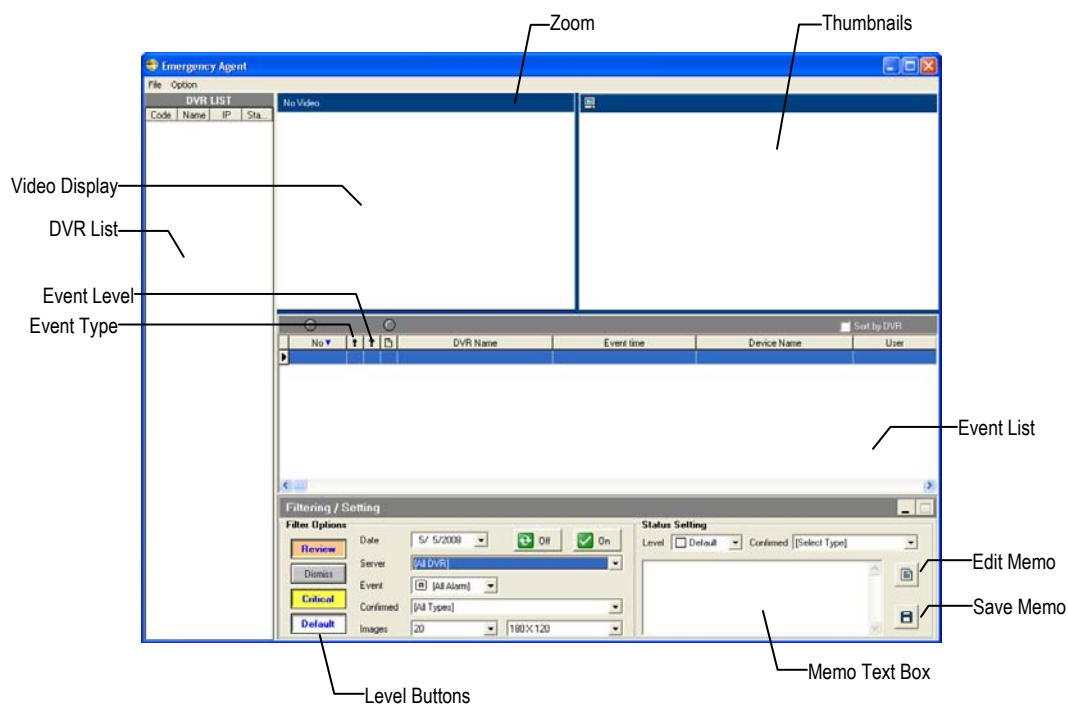 Zoom
Thumbnails
Emergency Agent
File Option
DVR LIST
Code Name IP Sta...
No Video
Video Display
DVR List
Event Level
Event Type
Sort by DVR
No DVR Name Event time Device Name User
Event List
Filtering / Setting
Filter Options
Status Setting
Review
Date 5/ 5/2008 Off On
Level Default Confirmed [Select Type]
Server [All DVR]
Dismiss
Event [All Alarm]
Edit Memo
Critical
Confirmed [All Types]
Save Memo
Default
Images 20 180 X 120
Memo Text Box
Level Buttons